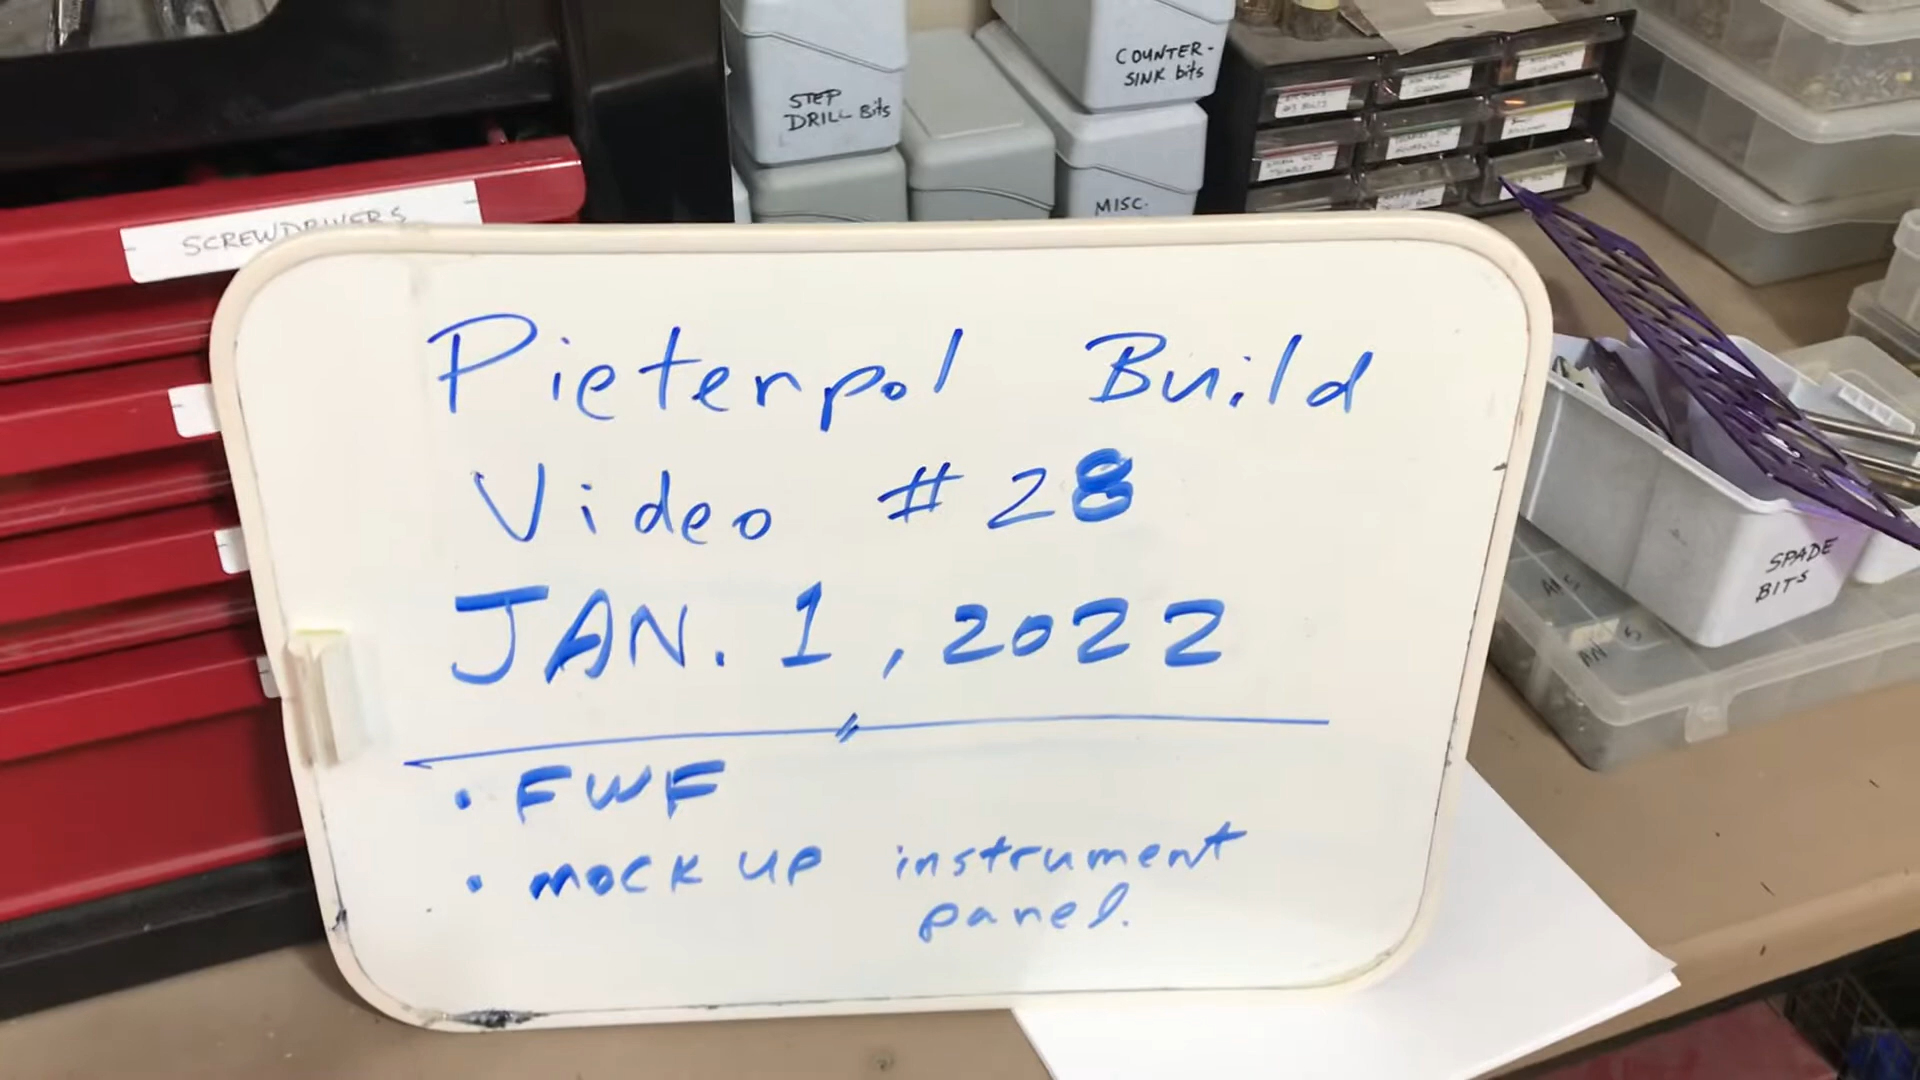 STEP
DRILL Bits
COUNTER-
SINK bits
MISC.
SCREWDRIVERS
Pieterpol Build
Video # 28
JAN. 1, 2022
• FWF
• mock up instrument
panel.
SPADE
BITS